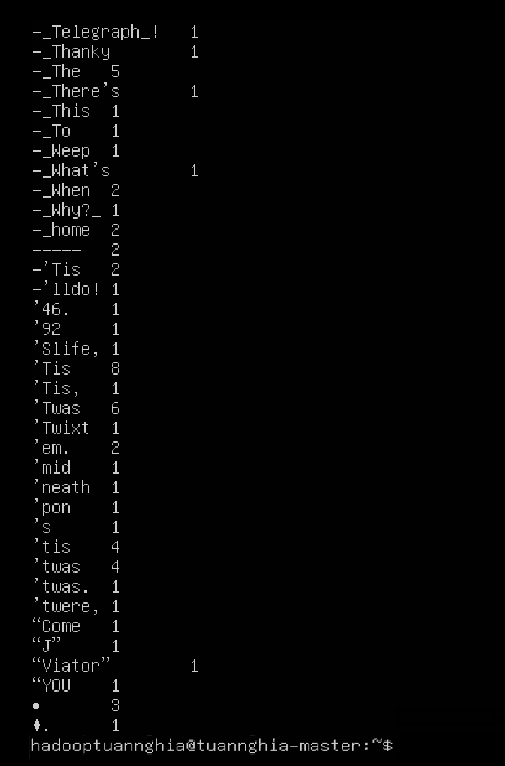 —_Telegraph_!	1
—_Thanky	1
—_The	5
—_There’s	1
—_This	1
—_To	1
—_Weep	1
—_What’s	1
—_When	2
—_Why?_	1
—_home	2
-----	2
—’Tis	2
—’lldo!	1
’46.	1
’92	1
’Slife,	1
’Tis	8
’Tis,	1
’Twas	6
’Twixt	1
’em.	2
’mid	1
’neath	1
’pon	1
’s	1
’tis	4
’twas	4
’twas.	1
’twere,	1
“Come	1
“J”	1
“Viator”	1
“YOU	1
•	3
♦.	1
hadooptuannghia@tuannghia-master:~$